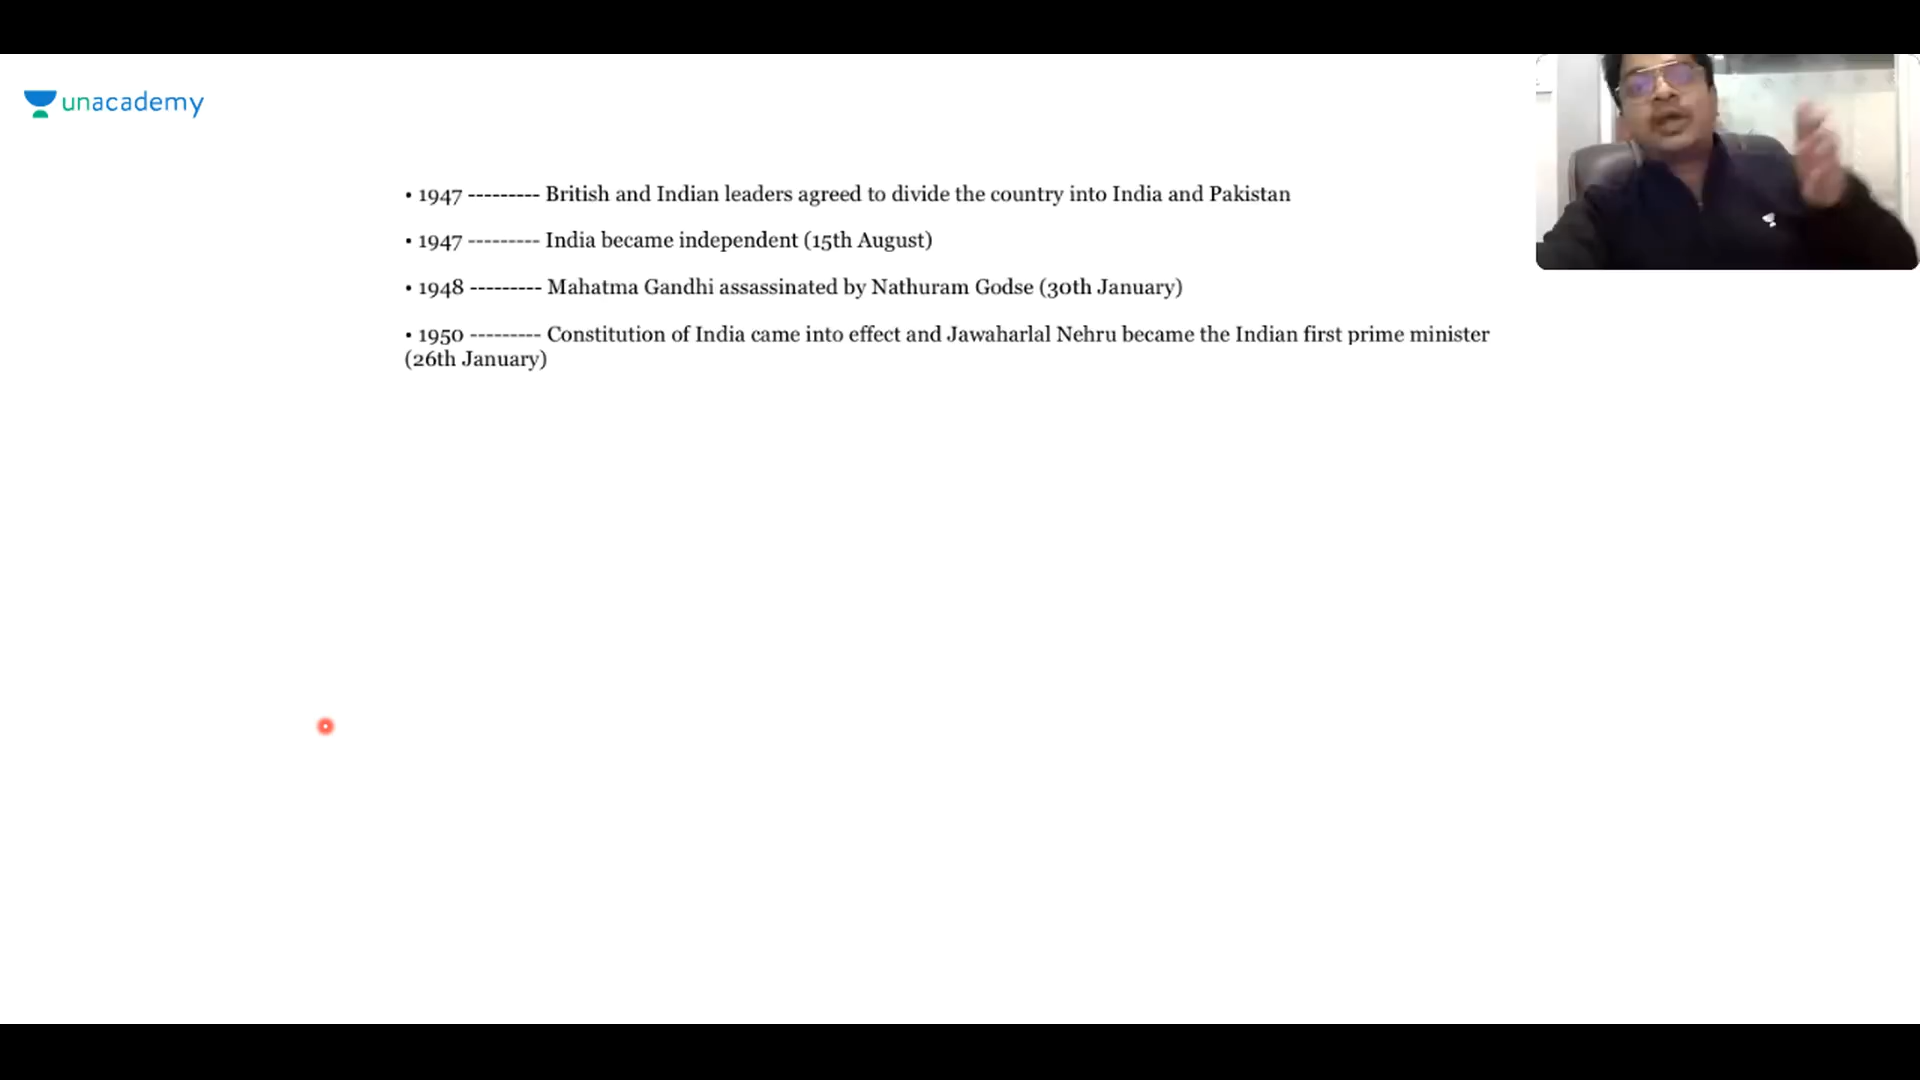 unacademy
• 1947 --------- British and Indian leaders agreed to divide the country into India and Pakistan
• 1947 --------- India became independent (15th August)
• 1948 --------- Mahatma Gandhi assassinated by Nathuram Godse (30th January)
• 1950 --------- Constitution of India came into effect and Jawaharlal Nehru became the Indian first prime minister
(26th January)